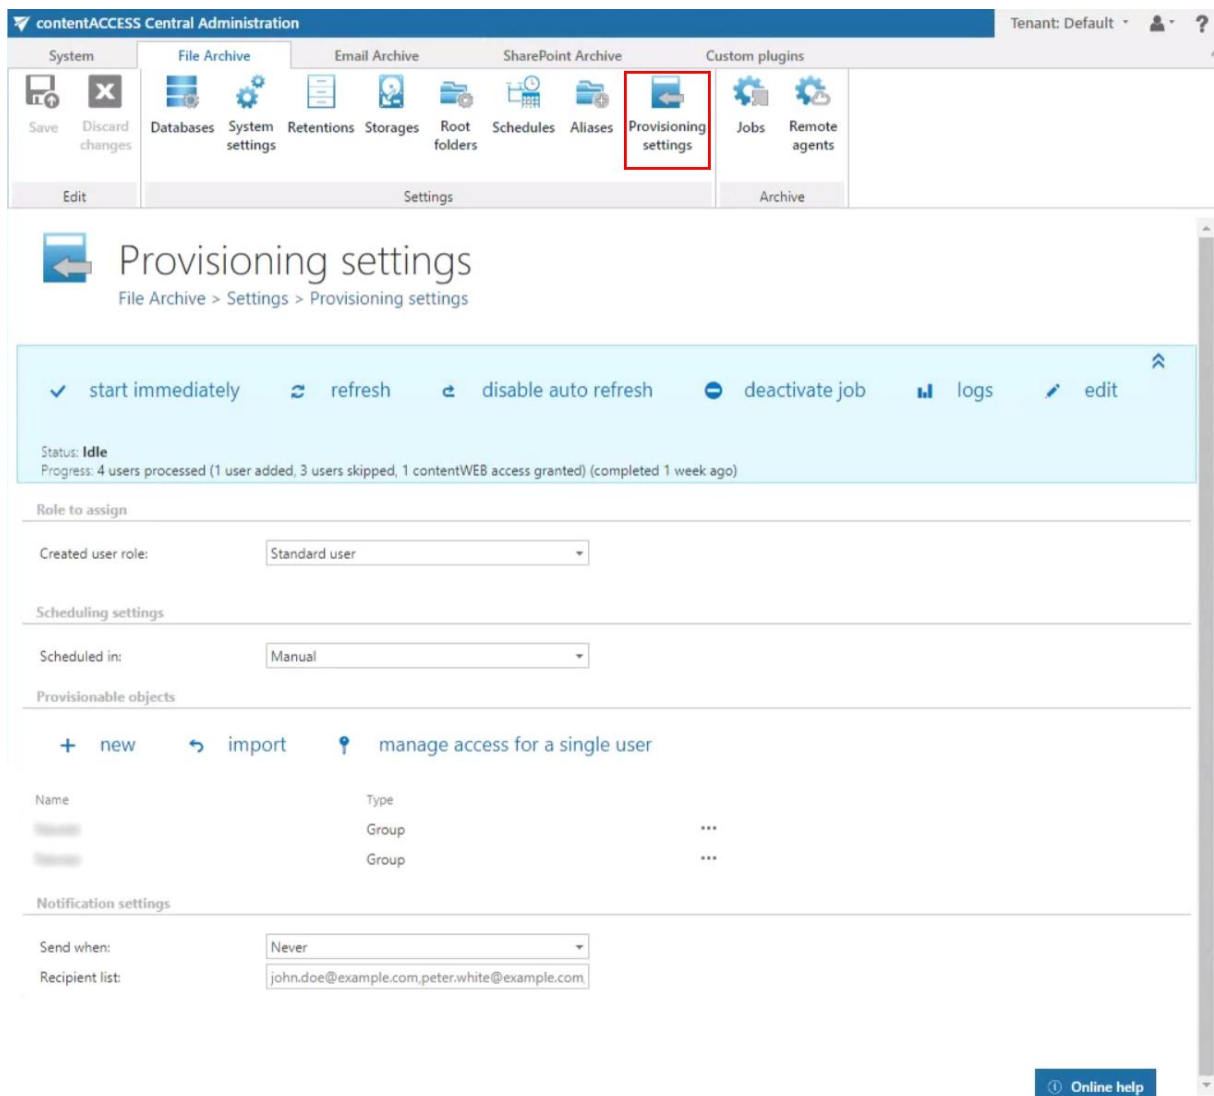 contentACCESS Central Administration
Tenant: Default
?
System
File Archive
Email Archive
SharePoint Archive
Custom plugins
Save
Discard changes
Databases
System settings
Retentions
Storages
Root folders
Schedules
Aliases
Provisioning settings
Jobs
Remote agents
Edit
Settings
Archive
Provisioning settings
File Archive > Settings > Provisioning settings
start immediately
refresh
disable auto refresh
deactivate job
logs
edit
Status: Idle
Progress: 4 users processed (1 user added, 3 users skipped, 1 contentWEB access granted) (completed 1 week ago)
Role to assign
Created user role: Standard user
Scheduling settings
Scheduled in: Manual
Provisionable objects
+ new
import
manage access for a single user
Name Type
Group ...
Group ...
Notification settings
Send when: Never
Recipient list: john.doe@example.com,peter.white@example.com,
Online help